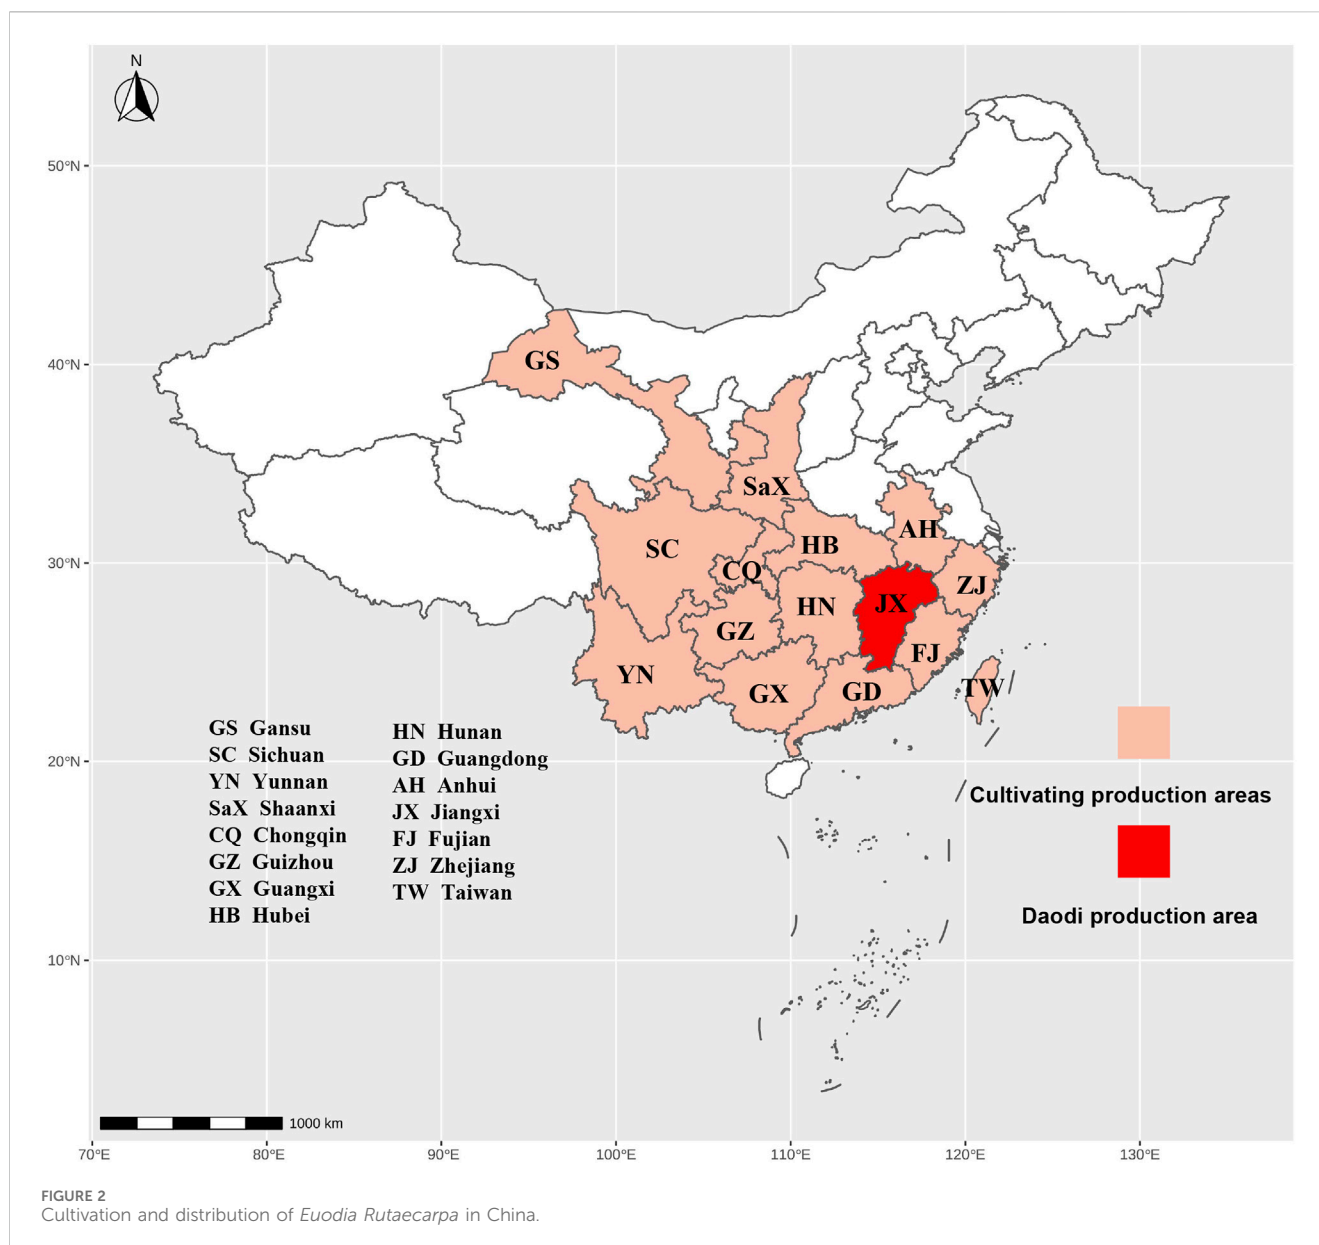 N
50°N
40°N
30°N
20°N
10°N
GS
SaX
SC
CQ
HB
AH
ZJ
HN
JX
GZ
FJ
YN
GX
GD
TW
GS Gansu
SC Sichuan
YN Yunnan
SaX Shaanxi
CQ Chongqin
GZ Guizhou
GX Guangxi
HB Hubei
HN Hunan
GD Guangdong
AH Anhui
JX Jiangxi
FJ Fujian
ZJ Zhejiang
TW Taiwan
Cultivating production areas
Daodi production area
1000 km
70°E
80°E
90°E
100°E
110°E
120°E
130°E
FIGURE 2
Cultivation and distribution of Euodia Rutaecarpa in China.